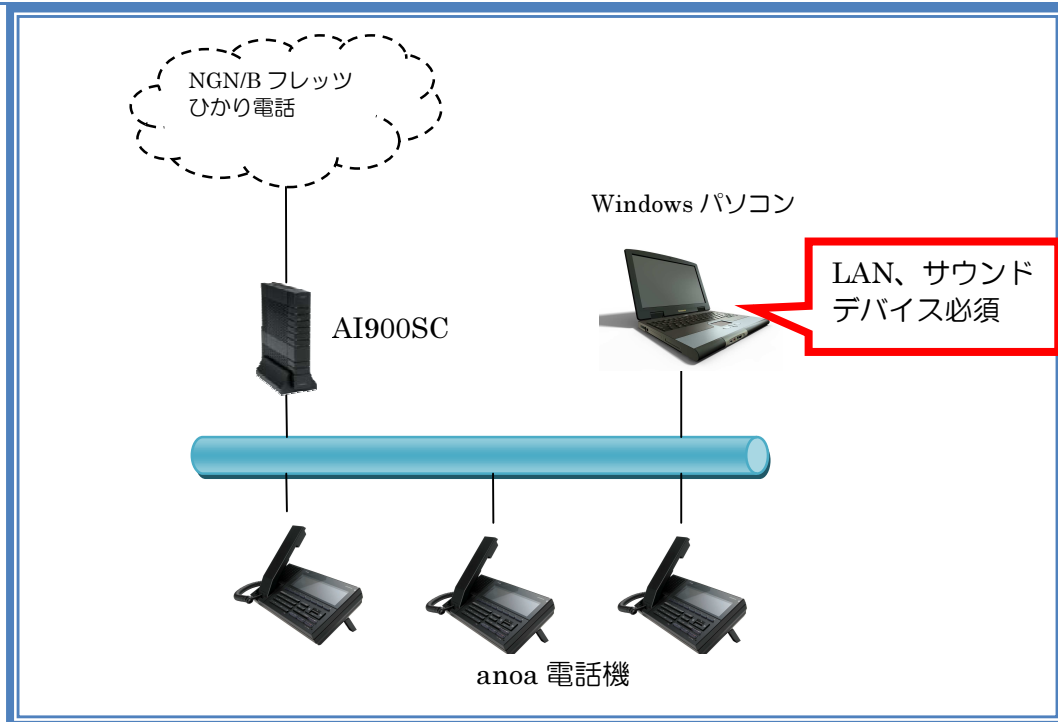 NGN/B フレッツ
ひかり電話
Windows パソコン
LAN、サウンド
デバイス必須
AI900SC
anoa 電話機